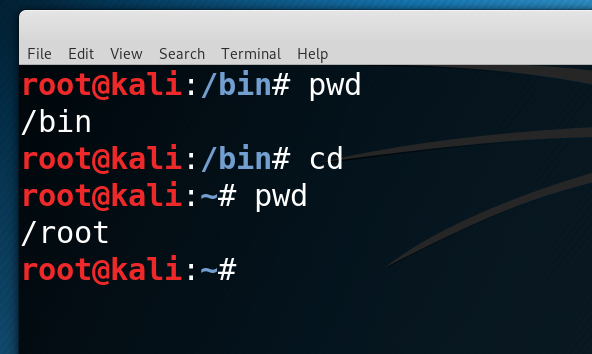 File Edit View Search Terminal Help
root@kali:/bin# pwd
/bin
root@kali:/bin# cd
root@kali:~# pwd
/root
root@kali:~#